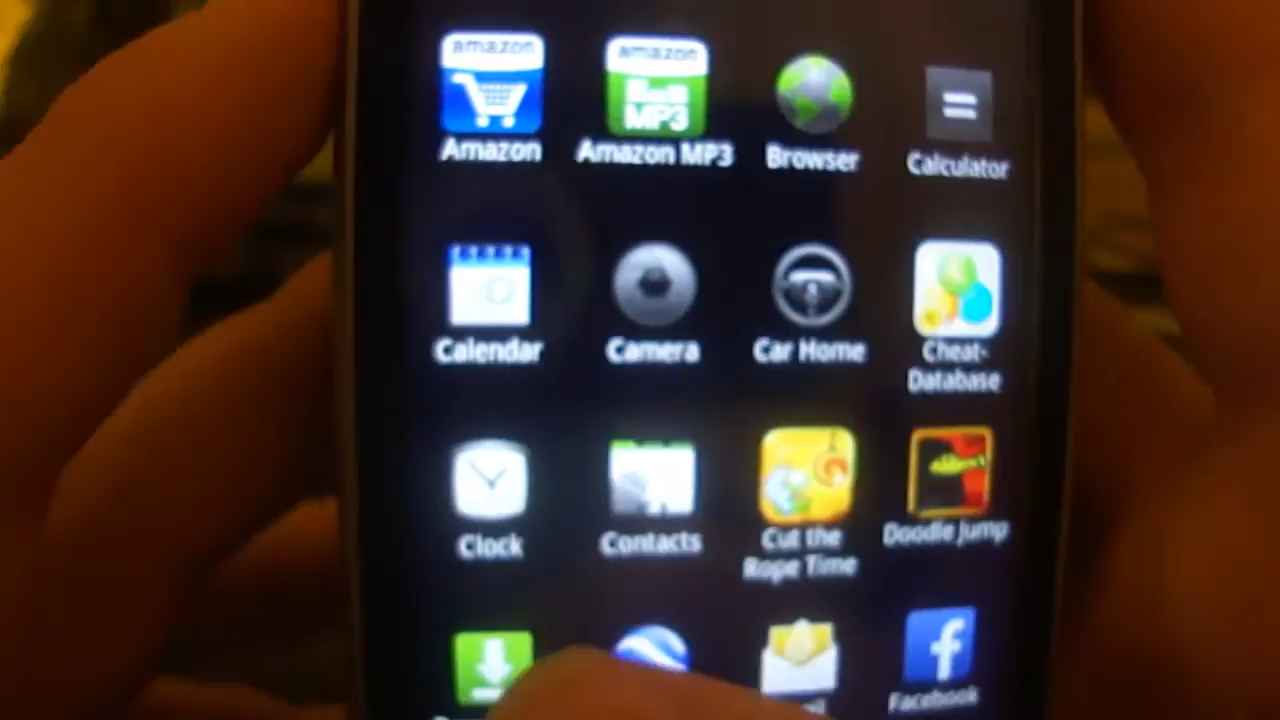 amazon
amazon
MP3
Amazon
Amazon MP3
Browser
Calculator
Calendar
Camera
Car Home
Cheat-
Database
Clock
Contacts
Cut the
Rope Time
Doodle Jump
Facebook